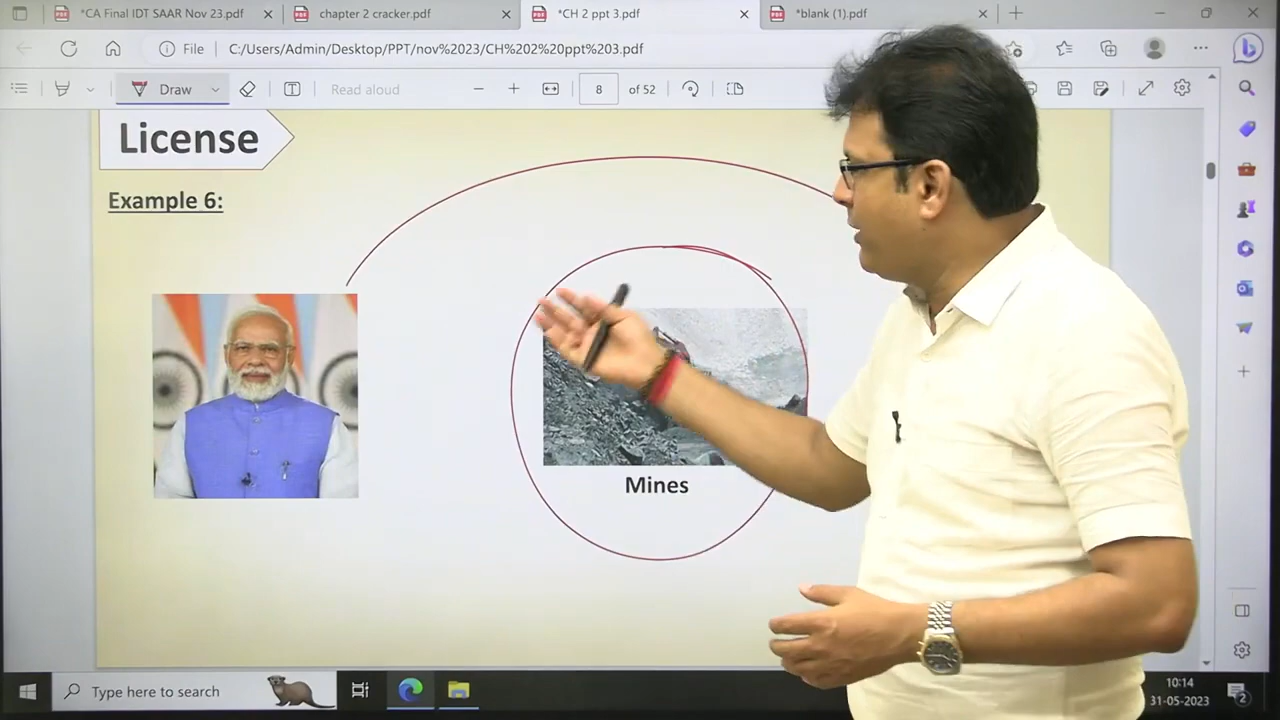 *CA Final IDT SAAR Nov 23.pdf
chapter 2 cracker.pdf
*CH 2 ppt 3.pdf
*blank (1).pdf
File
C:/Users/Admin/Desktop/PPT/nov%2023/CH%202%20ppt%203.pdf
Draw
Read aloud
8 of 52
License
Example 6:
Mines
Type here to search
10:14
31-05-2023
2